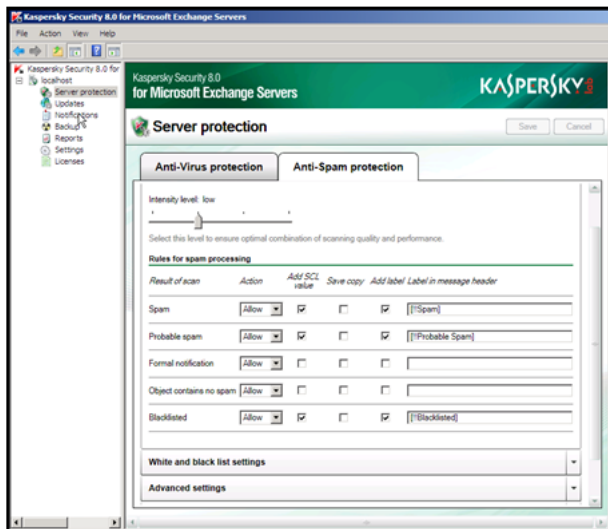 Kaspersky Security 8.0 for Microsoft Exchange Servers
File Action View Help
Kaspersky Security 8.0 for
localhost
Server protection
Updates
Notifications
Backup
Reports
Settings
Licenses
Kaspersky Security 8.0
for Microsoft Exchange Servers
KASPERSKY lab
Server protection
Save Cancel
Anti-Virus protection Anti-Spam protection
Intensity level: low
Select this level to ensure optimal combination of scanning quality and performance.
Rules for spam processing
Result of scan Action Add SCL value Save copy Add label Label in message header
Spam Allow [!!Spam]
Probable spam Allow [!!Probable Spam]
Formal notification Allow
Object contains no spam Allow
Blacklisted Allow [!!Blacklisted]
White and black list settings
Advanced settings